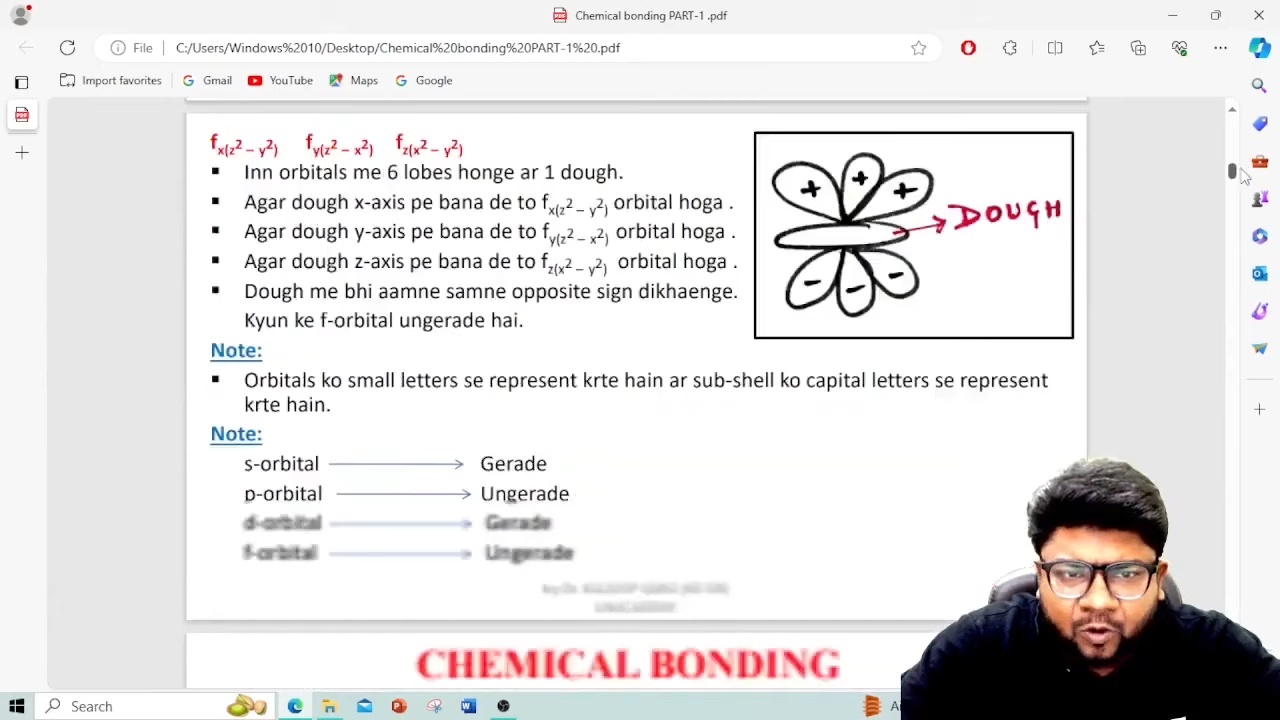 Chemical bonding PART-1 .pdf
File C:/Users/Windows%2010/Desktop/Chemical%20bonding%20PART-1%20.pdf
Import favorites Gmail YouTube Maps Google
fx(z² – y²) fy(z² – x²) fz(x² – y²)
Inn orbitals me 6 lobes honge ar 1 dough.
Agar dough x-axis pe bana de to fx(z² – y²) orbital hoga .
Agar dough y-axis pe bana de to fy(z² – x²) orbital hoga .
Agar dough z-axis pe bana de to fz(x² – y²) orbital hoga .
Dough me bhi aamne samne opposite sign dikhaenge.
Kyun ke f-orbital ungerade hai.
+ + +
DOUGH
– – –
Note:
Orbitals ko small letters se represent krte hain ar sub-shell ko capital letters se represent
krte hain.
Note:
s-orbital Gerade
p-orbital Ungerade
d-orbital Gerade
f-orbital Ungerade
CHEMICAL BONDING
Search